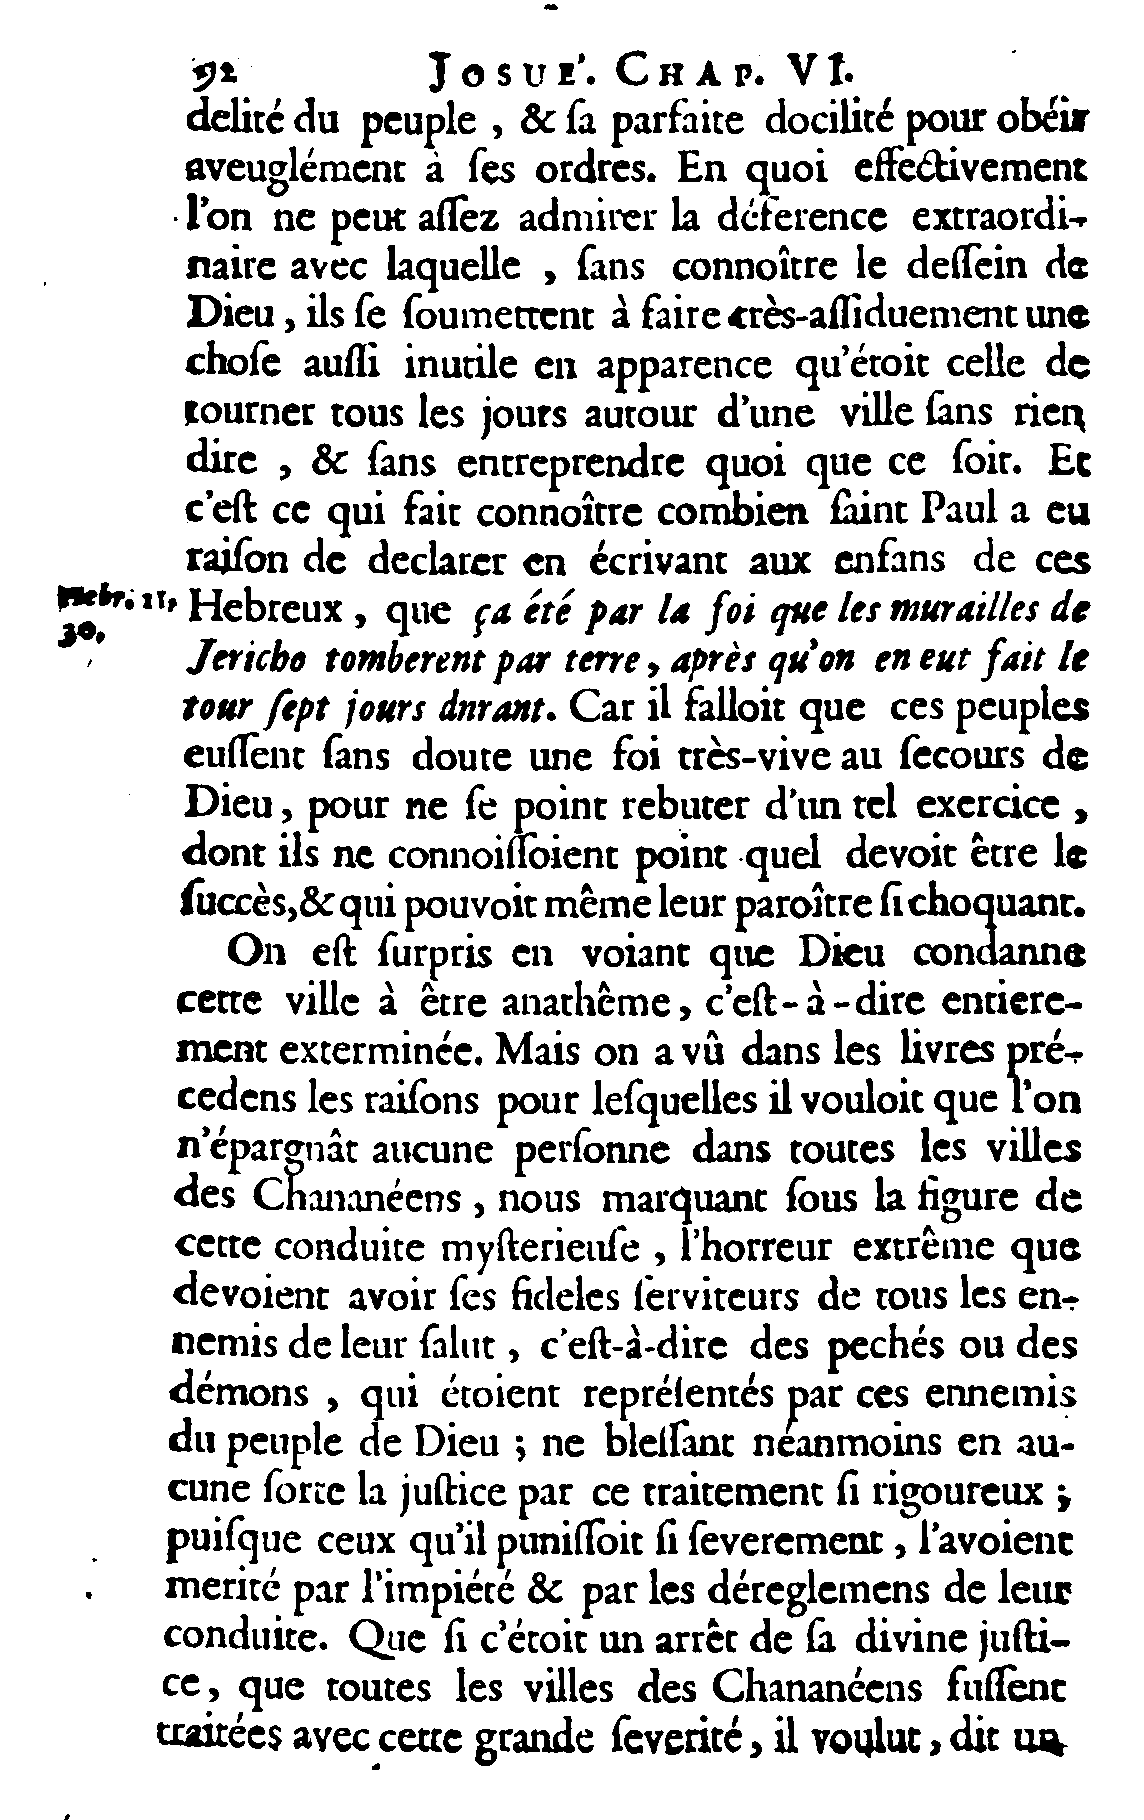 92 JOSUE'. CHAP. VI.
delité du peuple , & ſa parfaite docilité pour obéir
aveuglément à ſes ordres. En quoi effectivement
l'on ne peut aſſez admirer la déference extraordi-
naire avec laquelle , ſans connoître le deſſein de
Dieu , ils ſe ſoumettent à faire très-aſſiduement une
choſe auſſi inutile en apparence qu'étoit celle de
tourner tous les jours autour d'une ville ſans rien
dire , & ſans entreprendre quoi que ce ſoit. Et
c'eſt ce qui fait connoître combien ſaint Paul a eu
raiſon de declarer en écrivant aux enfans de ces
Hebr. 11,
30.
Hebreux , que ça été par la foi que les murailles de
Jericho tomberent par terre, après qu'on en eut fait le
tour ſept jours dnrant. Car il falloit que ces peuples
euſſent ſans doute une foi très-vive au ſecours de
Dieu , pour ne ſe point rebuter d'un tel exercice ,
dont ils ne connoiſſoient point quel devoit être le
ſuccès, & qui pouvoit même leur paroître ſi choquant.
On eſt ſurpris en voiant que Dieu condanne
cette ville à être anathême, c'eſt-à-dire entiere-
ment exterminée. Mais on a vû dans les livres pré-
cedens les raiſons pour leſquelles il vouloit que l'on
n'épargnât aucune perſonne dans toutes les villes
des Chananéens , nous marquant ſous la figure de
cette conduite myſterieuſe , l'horreur extrême que
devoient avoir ſes fideles ſerviteurs de tous les en-
nemis de leur ſalut , c'eſt-à-dire des pechés ou des
démons , qui étoient repréſentés par ces ennemis
du peuple de Dieu ; ne bleſſant néanmoins en au-
cune ſorte la juſtice par ce traitement ſi rigoureux ;
puiſque ceux qu'il puniſſoit ſi ſeverement , l'avoient
merité par l'impiété & par les déreglemens de leur
conduite. Que ſi c'étoit un arrêt de ſa divine juſti-
ce, que toutes les villes des Chananéens fuſſent
traitées avec cette grande ſeverité, il voulut, dit un